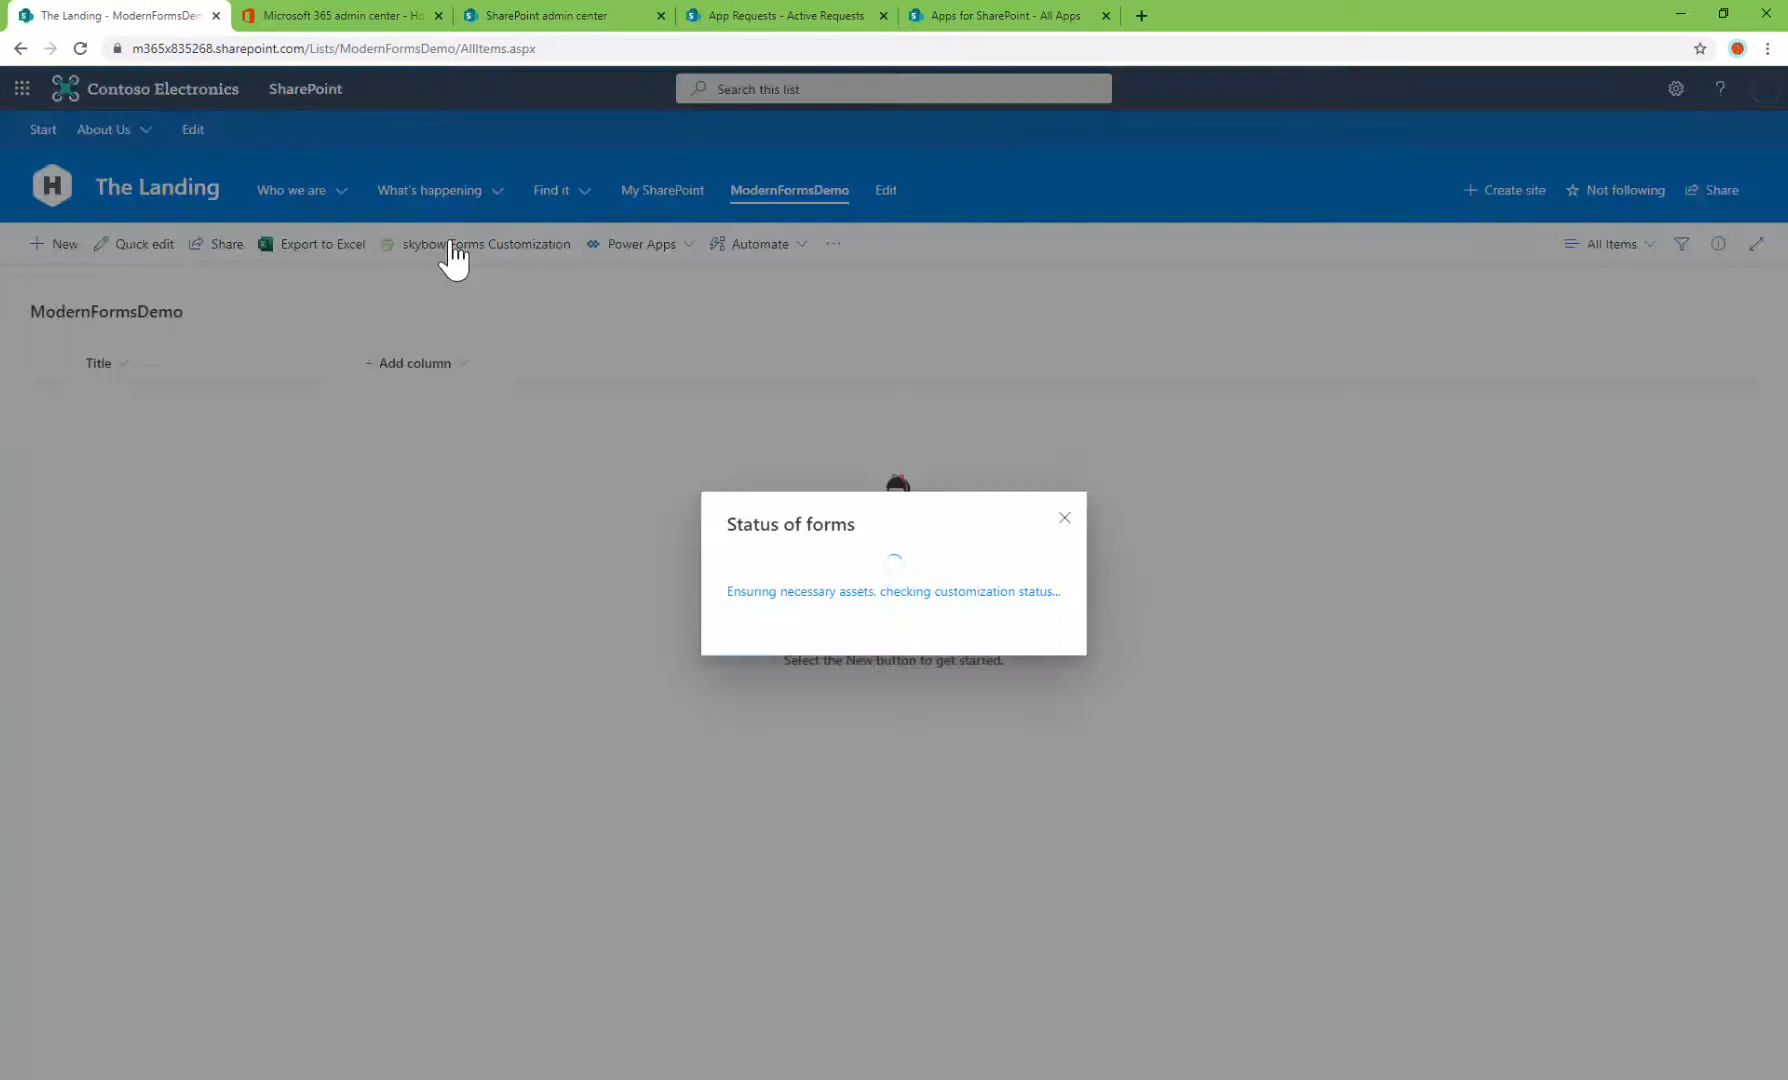 The Landing - ModernFormsDem
Microsoft 365 admin center - Ho
SharePoint admin center
App Requests - Active Requests
Apps for SharePoint - All Apps
m365x835268.sharepoint.com/Lists/ModernFormsDemo/AllItems.aspx
Contoso Electronics
SharePoint
Search this list
?
Start
About Us
Edit
H
The Landing
Who we are
What's happening
Find it
My SharePoint
ModernFormsDemo
Edit
Create site
Not following
Share
New
Quick edit
Share
Export to Excel
skybow Forms Customization
Power Apps
Automate
All Items
ModernFormsDemo
Title
Add column
Status of forms
Ensuring necessary assets. checking customization status...
Select the New button to get started.